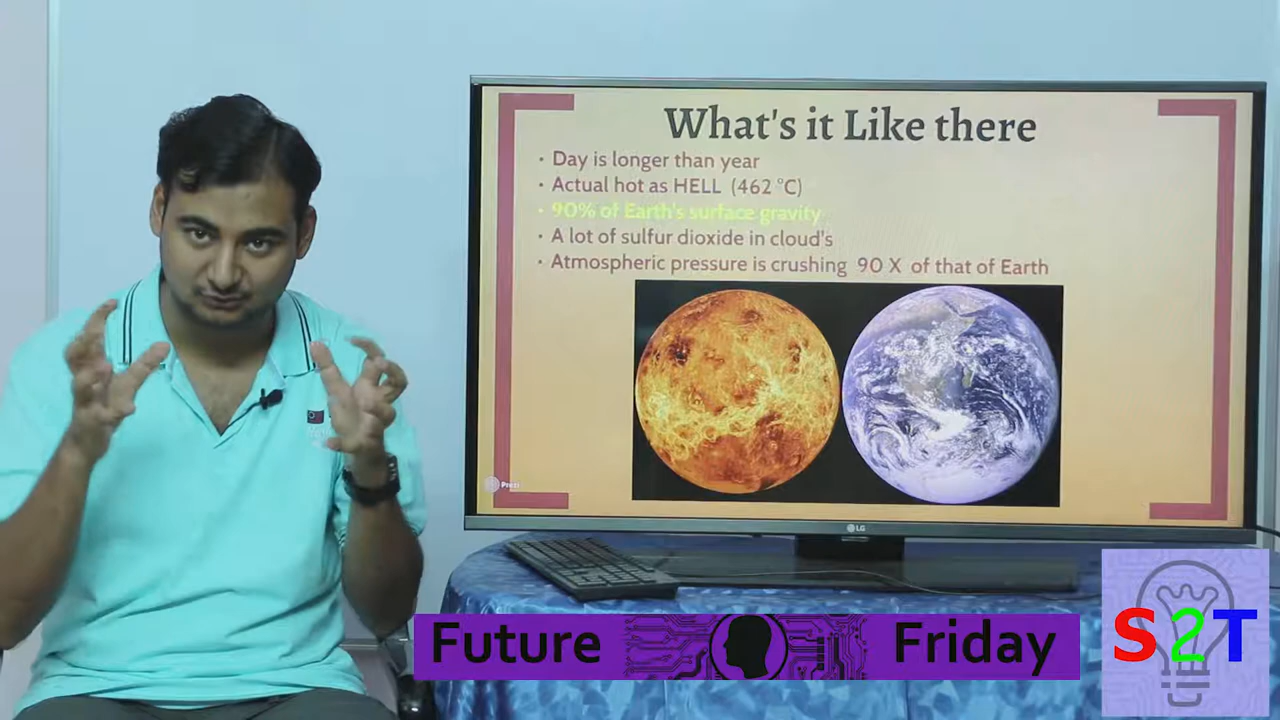 What's it Like there
• Day is longer than year
• Actual hot as HELL (462 °C)
• 90% of Earth's surface gravity
• A lot of sulfur dioxide in cloud's
• Atmospheric pressure is crushing 90 X of that of Earth
Prezi
LG
Future Friday
S2T